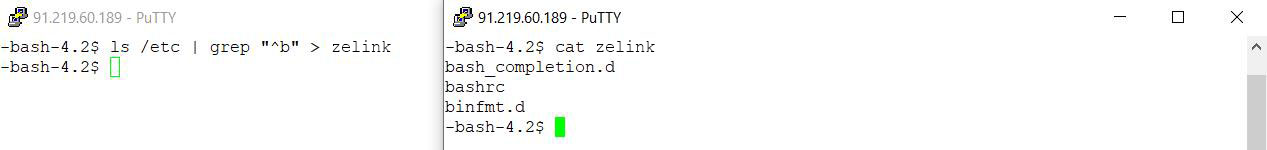 91.219.60.189 - PuTTY
-bash-4.2$ ls /etc | grep "^b" > zelink
-bash-4.2$
91.219.60.189 - PuTTY
-bash-4.2$ cat zelink
bash_completion.d
bashrc
binfmt.d
-bash-4.2$